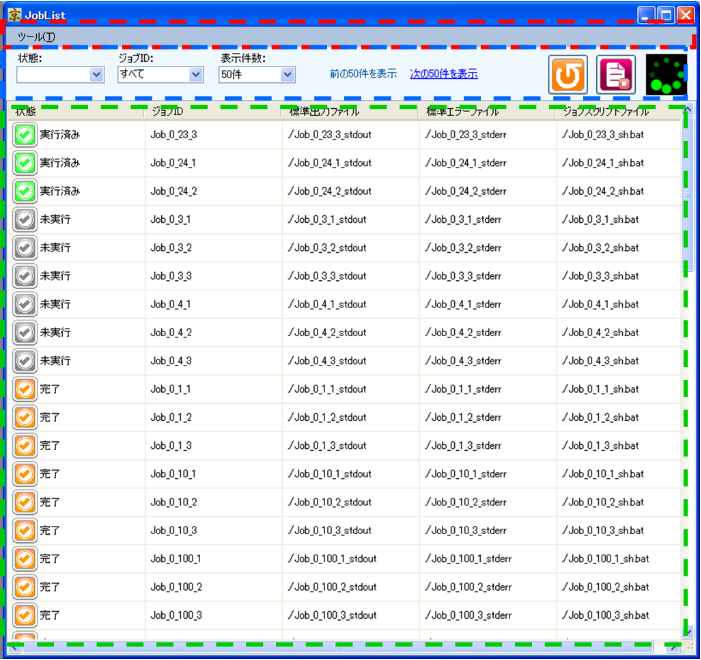 京 JobList
ツール(T)
状態: ジョブID: 表示件数:
すべて 50件 前の50件を表示 次の50件を表示
状態 ジョブID 標準出力ファイル 標準エラーファイル ジョブスクリプトファイル
実行済み Job_0_23_3 ./Job_0_23_3_stdout ./Job_0_23_3_stderr ./Job_0_23_3_sh.bat
実行済み Job_0_24_1 ./Job_0_24_1_stdout ./Job_0_24_1_stderr ./Job_0_24_1_sh.bat
実行済み Job_0_24_2 ./Job_0_24_2_stdout ./Job_0_24_2_stderr ./Job_0_24_2_sh.bat
未実行 Job_0_3_1 ./Job_0_3_1_stdout ./Job_0_3_1_stderr ./Job_0_3_1_sh.bat
未実行 Job_0_3_2 ./Job_0_3_2_stdout ./Job_0_3_2_stderr ./Job_0_3_2_sh.bat
未実行 Job_0_3_3 ./Job_0_3_3_stdout ./Job_0_3_3_stderr ./Job_0_3_3_sh.bat
未実行 Job_0_4_1 ./Job_0_4_1_stdout ./Job_0_4_1_stderr ./Job_0_4_1_sh.bat
未実行 Job_0_4_2 ./Job_0_4_2_stdout ./Job_0_4_2_stderr ./Job_0_4_2_sh.bat
未実行 Job_0_4_3 ./Job_0_4_3_stdout ./Job_0_4_3_stderr ./Job_0_4_3_sh.bat
完了 Job_0_1_1 ./Job_0_1_1_stdout ./Job_0_1_1_stderr ./Job_0_1_1_sh.bat
完了 Job_0_1_2 ./Job_0_1_2_stdout ./Job_0_1_2_stderr ./Job_0_1_2_sh.bat
完了 Job_0_1_3 ./Job_0_1_3_stdout ./Job_0_1_3_stderr ./Job_0_1_3_sh.bat
完了 Job_0_10_1 ./Job_0_10_1_stdout ./Job_0_10_1_stderr ./Job_0_10_1_sh.bat
完了 Job_0_10_2 ./Job_0_10_2_stdout ./Job_0_10_2_stderr ./Job_0_10_2_sh.bat
完了 Job_0_10_3 ./Job_0_10_3_stdout ./Job_0_10_3_stderr ./Job_0_10_3_sh.bat
完了 Job_0_100_1 ./Job_0_100_1_stdout ./Job_0_100_1_stderr ./Job_0_100_1_sh.bat
完了 Job_0_100_2 ./Job_0_100_2_stdout ./Job_0_100_2_stderr ./Job_0_100_2_sh.bat
完了 Job_0_100_3 ./Job_0_100_3_stdout ./Job_0_100_3_stderr ./Job_0_100_3_sh.bat